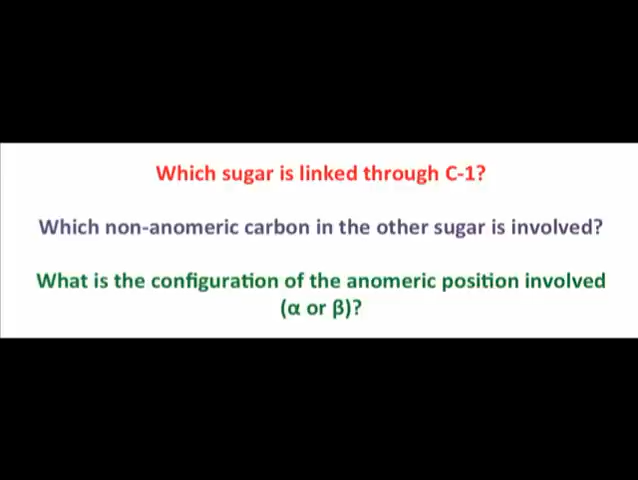 Which sugar is linked through C-1?
Which non-anomeric carbon in the other sugar is involved?
What is the configuration of the anomeric position involved
(α or β)?